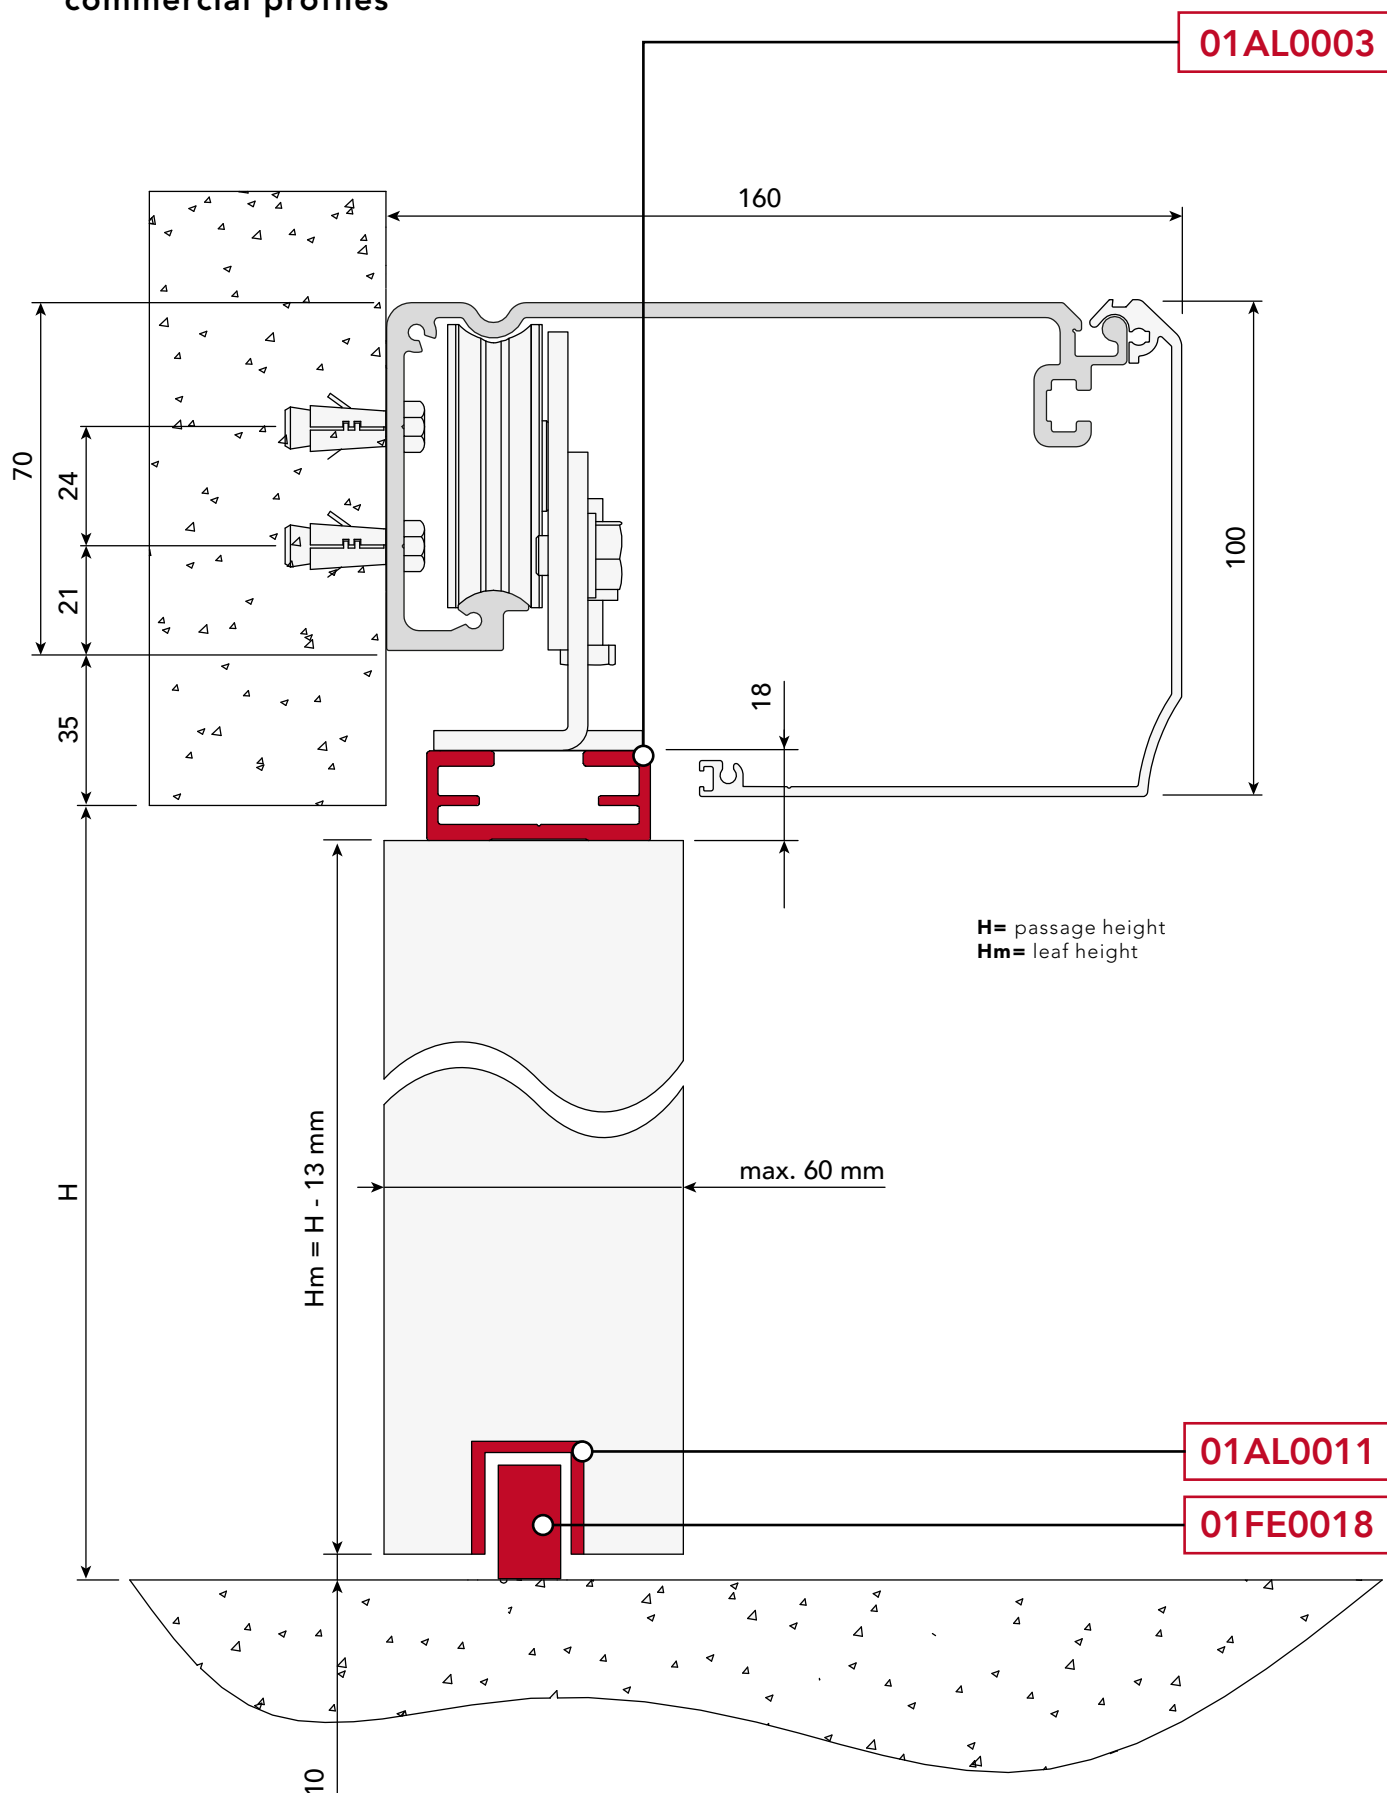 commercial profiles
01AL0003
160
70
24
21
35
100
18
H= passage height
Hm= leaf height
H
Hm = H - 13 mm
max. 60 mm
01AL0011
01FE0018
10